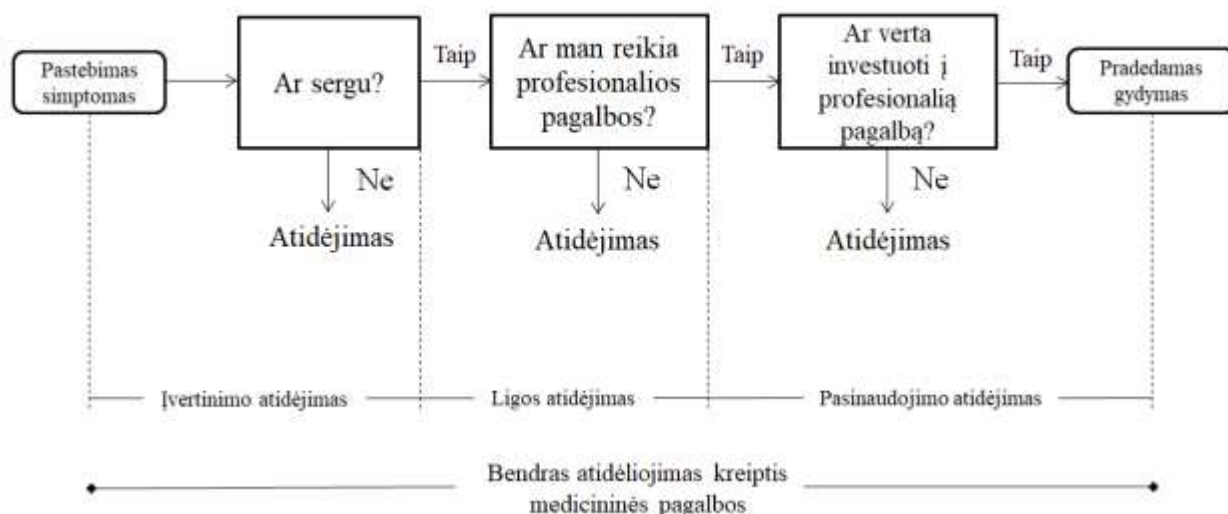 Pastebimas
simptomas
Ar sergu?
Taip
Ar man reikia
profesionalios
pagalbos?
Taip
Ar verta
investuoti į
profesionalią
pagalbą?
Taip
Pradedamas
gydymas
Ne
Ne
Ne
Atidėjimas
Atidėjimas
Atidėjimas
Įvertinimo atidėjimas
Ligos atidėjimas
Pasinaudojimo atidėjimas
Bendras atidėliojimas kreiptis
medicininės pagalbos